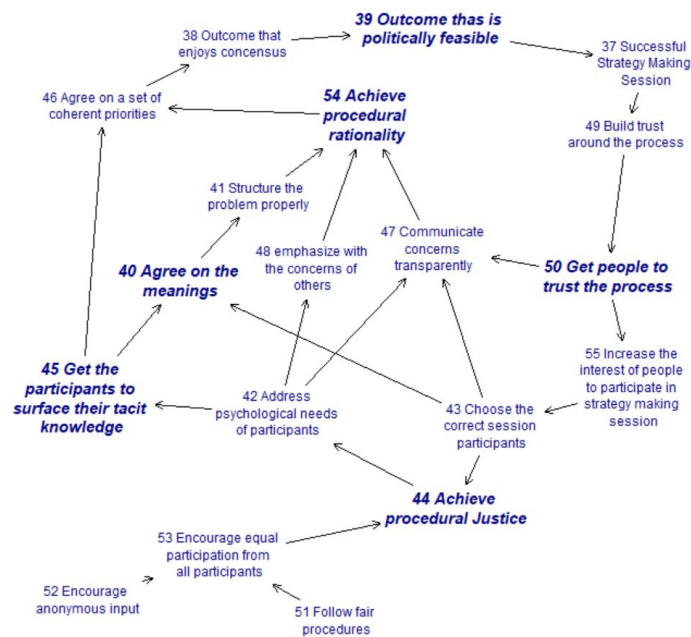 39 Outcome thas is
politically feasible
38 Outcome that
enjoys concensus
37 Successful
Strategy Making
Session
46 Agree on a set of
coherent priorities
54 Achieve
procedural
rationality
49 Build trust
around the process
41 Structure the
problem properly
47 Communicate
concerns
transparently
48 emphasize with
the concerns of
others
40 Agree on the
meanings
50 Get people to
trust the process
45 Get the
participants to
surface their tacit
knowledge
55 Increase the
interest of people
to participate in
strategy making
session
42 Address
psychological needs
of participants
43 Choose the
correct session
participants
44 Achieve
procedural Justice
53 Encourage equal
participation from
all participants
52 Encourage
anonymous input
51 Follow fair
procedures